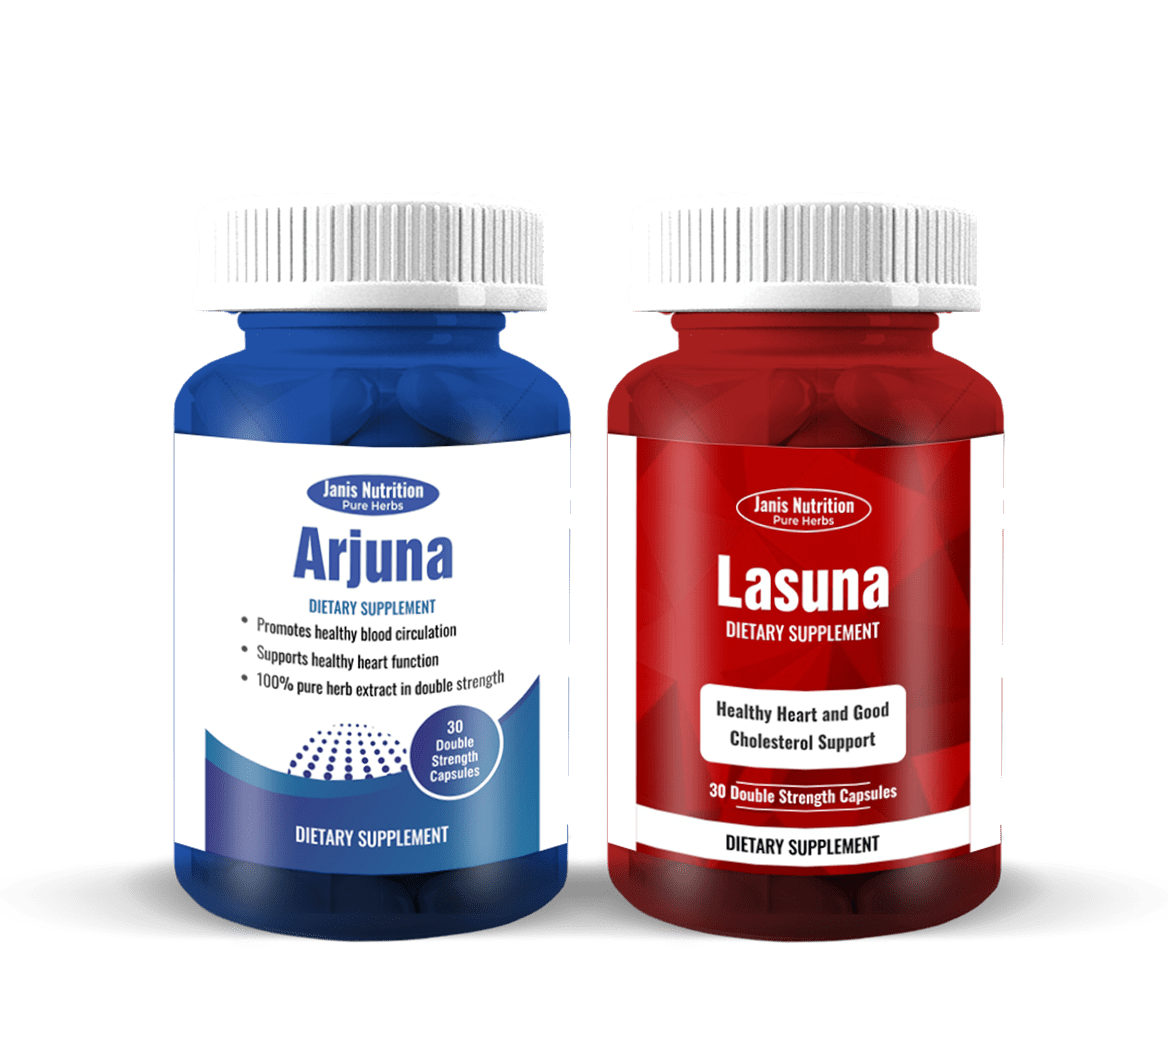 Janis Nutrition
Pure Herbs
Arjuna
DIETARY SUPPLEMENT
• Promotes healthy blood circulation
• Supports healthy heart function
• 100% pure herb extract in double strength
30
Double
Strength
Capsules
DIETARY SUPPLEMENT
Janis Nutrition
Pure Herbs
Lasuna
DIETARY SUPPLEMENT
Healthy Heart and Good
Cholesterol Support
30 Double Strength Capsules
DIETARY SUPPLEMENT